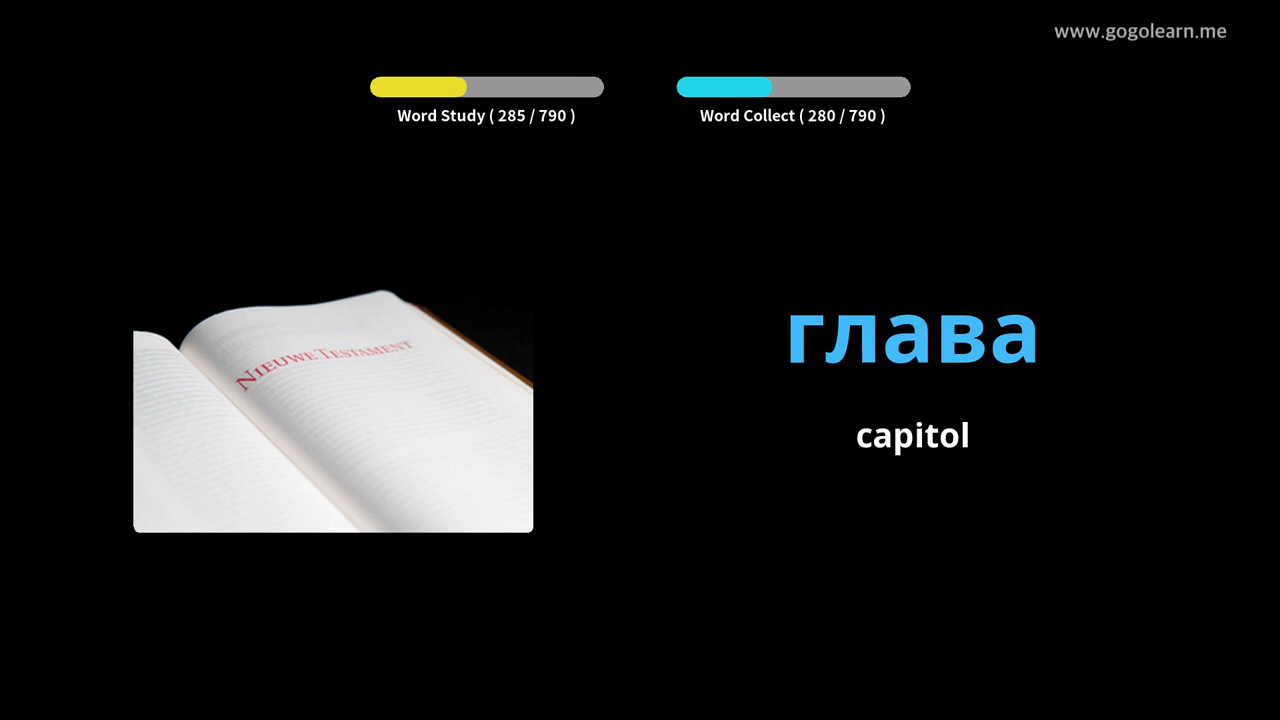 www.gogolearn.me
Word Study ( 285 / 790 )
Word Collect ( 280 / 790 )
NIEUWE TESTAMENT
глава
capitol